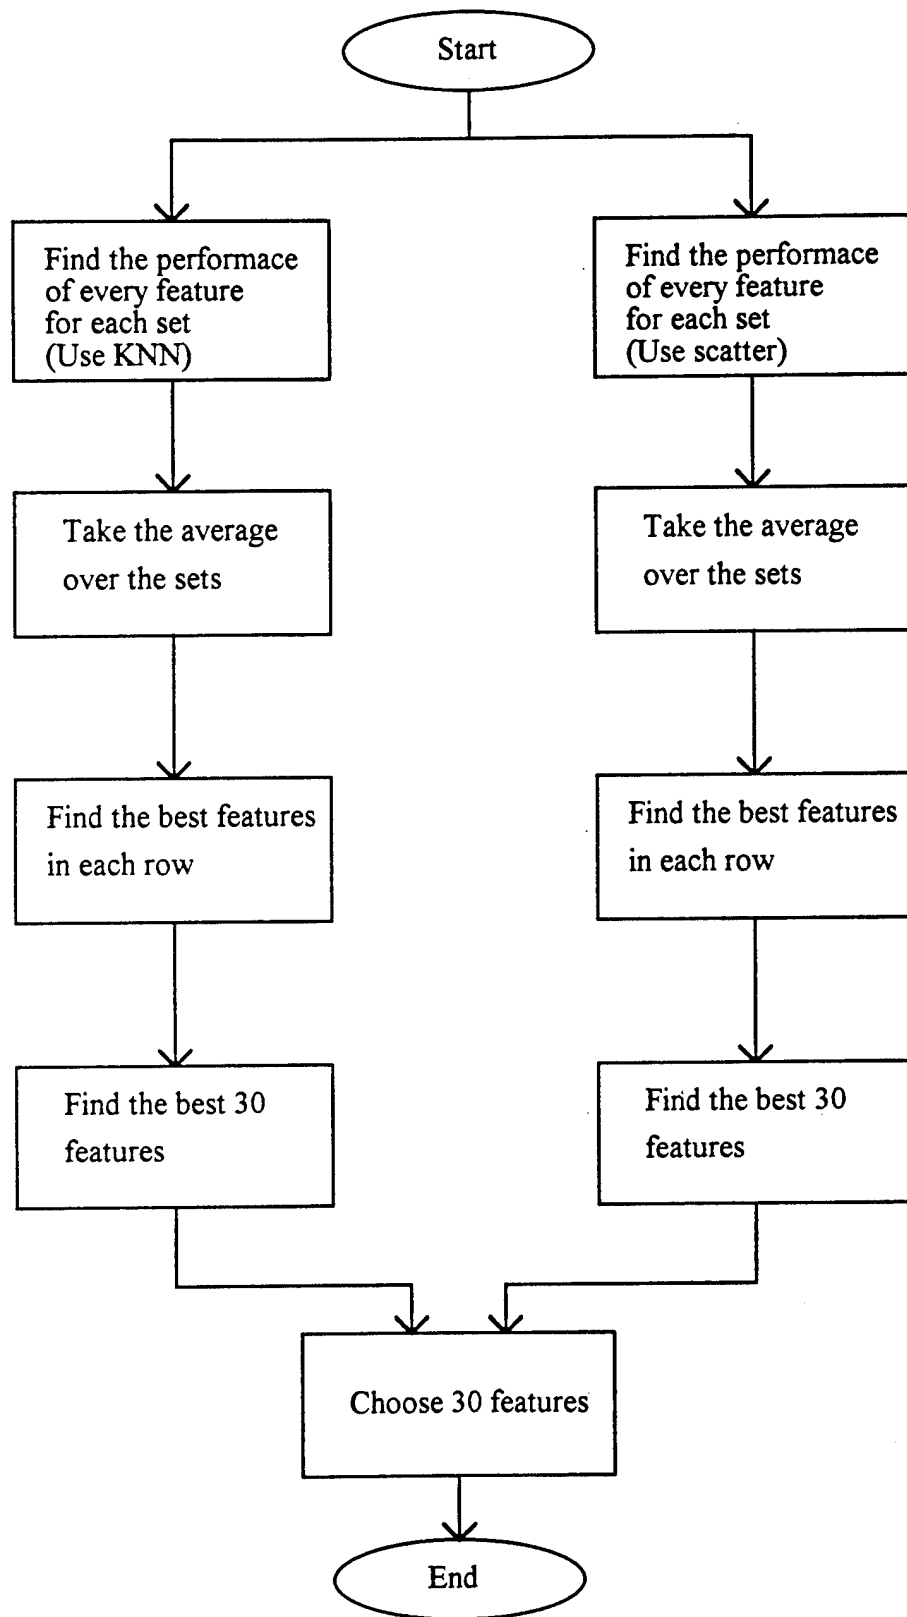 Start
Find the performace
of every feature
for each set
(Use KNN)
Find the performace
of every feature
for each set
(Use scatter)
Take the average
over the sets
Take the average
over the sets
Find the best features
in each row
Find the best features
in each row
Find the best 30
features
Find the best 30
features
Choose 30 features
End